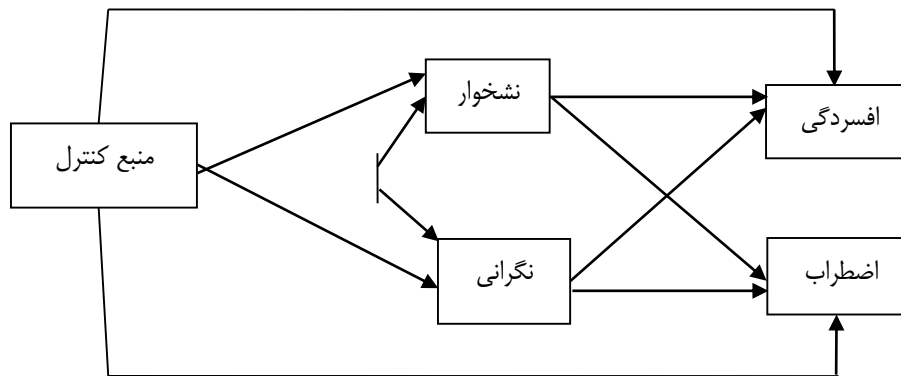 نشخوار
افسردگی
منبع کنترل
نگرانی
اضطراب